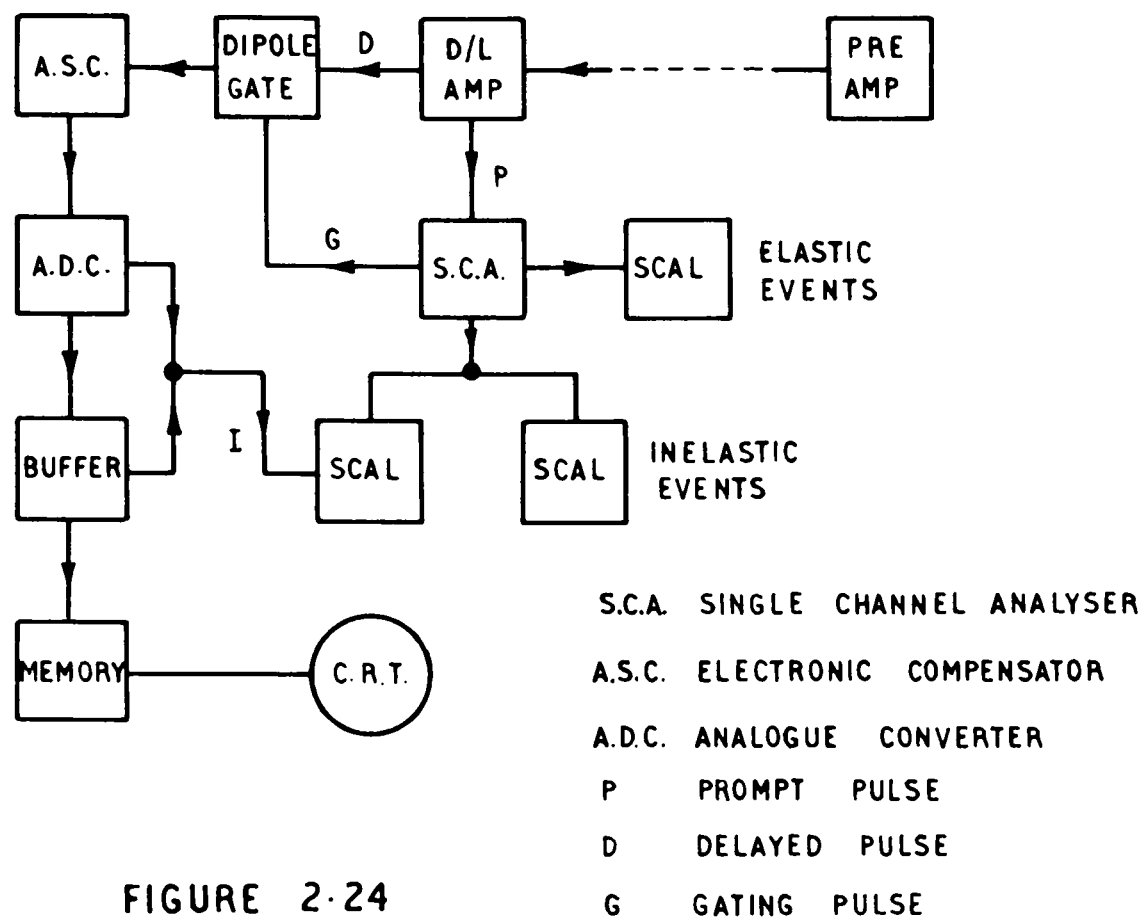 A.S.C.
DIPOLE
GATE
D
D/L
AMP
PRE
AMP
P
A.D.C.
G
S.C.A.
SCAL
ELASTIC
EVENTS
BUFFER
I
SCAL
SCAL
INELASTIC
EVENTS
MEMORY
C.R.T.
S.C.A. SINGLE CHANNEL ANALYSER
A.S.C. ELECTRONIC COMPENSATOR
A.D.C. ANALOGUE CONVERTER
P PROMPT PULSE
D DELAYED PULSE
G GATING PULSE
FIGURE 2·24